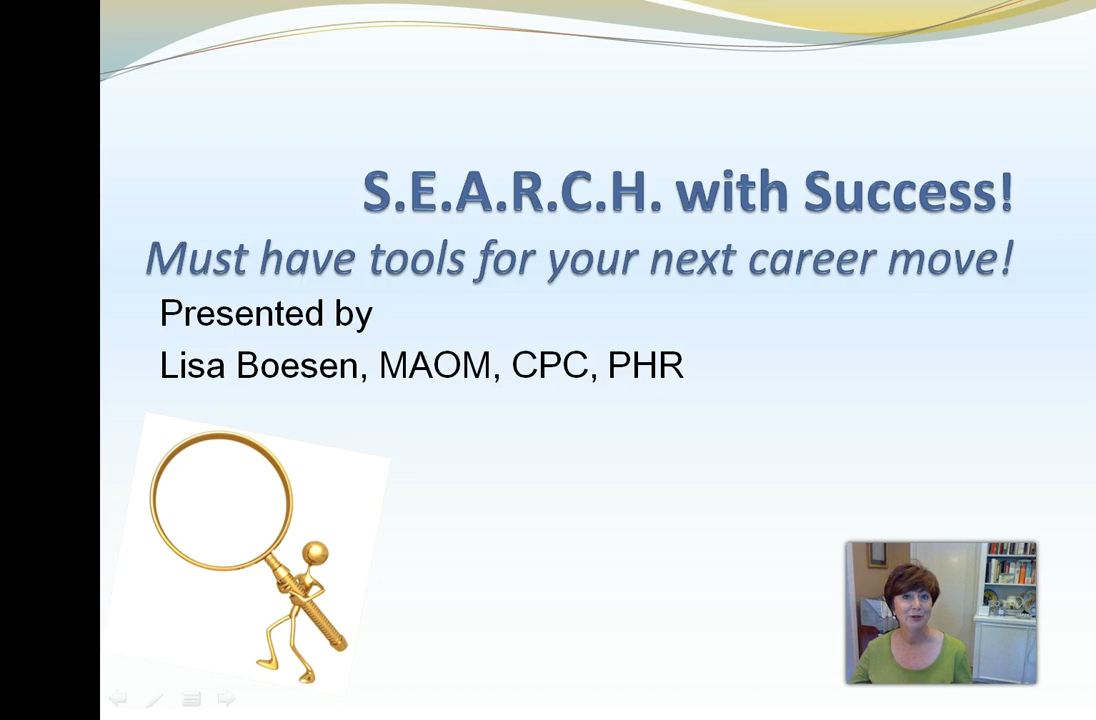 S.E.A.R.C.H. with Success!
Must have tools for your next career move!
Presented by
Lisa Boesen, MAOM, CPC, PHR